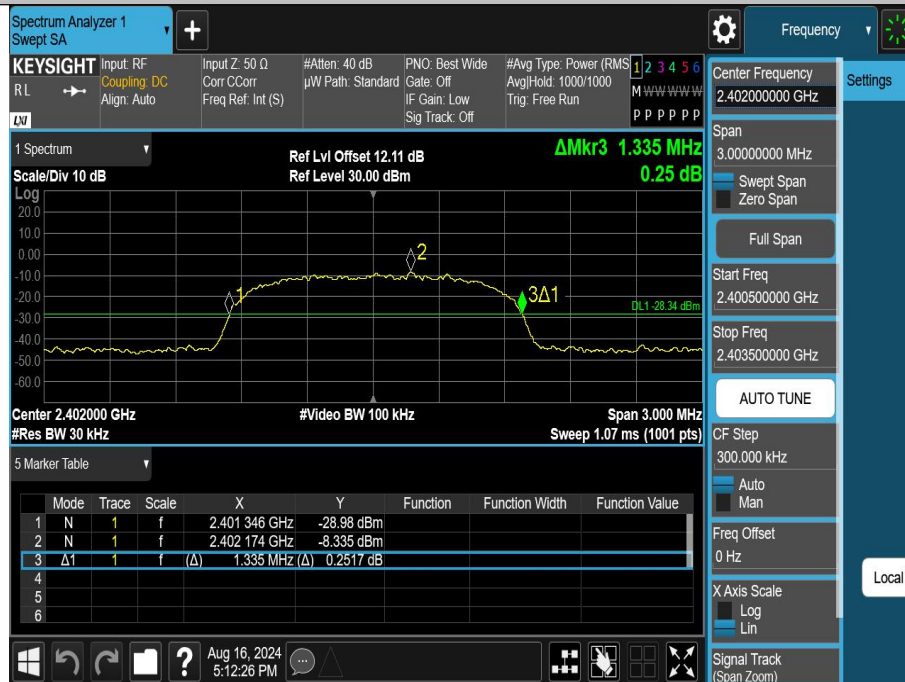 Spectrum Analyzer 1
Swept SA
+
Frequency
KEYSIGHT
RL
LXI
Input: RF
Coupling: DC
Align: Auto
Input Z: 50 Ω
Corr CCorr
Freq Ref: Int (S)
#Atten: 40 dB
µW Path: Standard
PNO: Best Wide
Gate: Off
IF Gain: Low
Sig Track: Off
#Avg Type: Power (RMS
Avg|Hold: 1000/1000
Trig: Free Run
1 2 3 4 5 6
M W W W W W
P P P P P P
1 Spectrum
Scale/Div 10 dB
Ref Lvl Offset 12.11 dB
Ref Level 30.00 dBm
ΔMkr3 1.335 MHz
0.25 dB
Log
20.0
10.0
0.00
-10.0
-20.0
-30.0
-40.0
-50.0
-60.0
1
2
3Δ1
DL1 -28.34 dBm
Center 2.402000 GHz
#Video BW 100 kHz
Span 3.000 MHz
#Res BW 30 kHz
Sweep 1.07 ms (1001 pts)
5 Marker Table
Mode Trace Scale X Y Function Function Width Function Value
1 N 1 f 2.401 346 GHz -28.98 dBm
2 N 1 f 2.402 174 GHz -8.335 dBm
3 Δ1 1 f (Δ) 1.335 MHz (Δ) 0.2517 dB
4
5
6
?
Aug 16, 2024
5:12:26 PM
Center Frequency
2.402000000 GHz
Settings
Span
3.00000000 MHz
Swept Span
Zero Span
Full Span
Start Freq
2.400500000 GHz
Stop Freq
2.403500000 GHz
AUTO TUNE
CF Step
300.000 kHz
Auto
Man
Freq Offset
0 Hz
X Axis Scale
Log
Lin
Signal Track
(Span Zoom)
Local